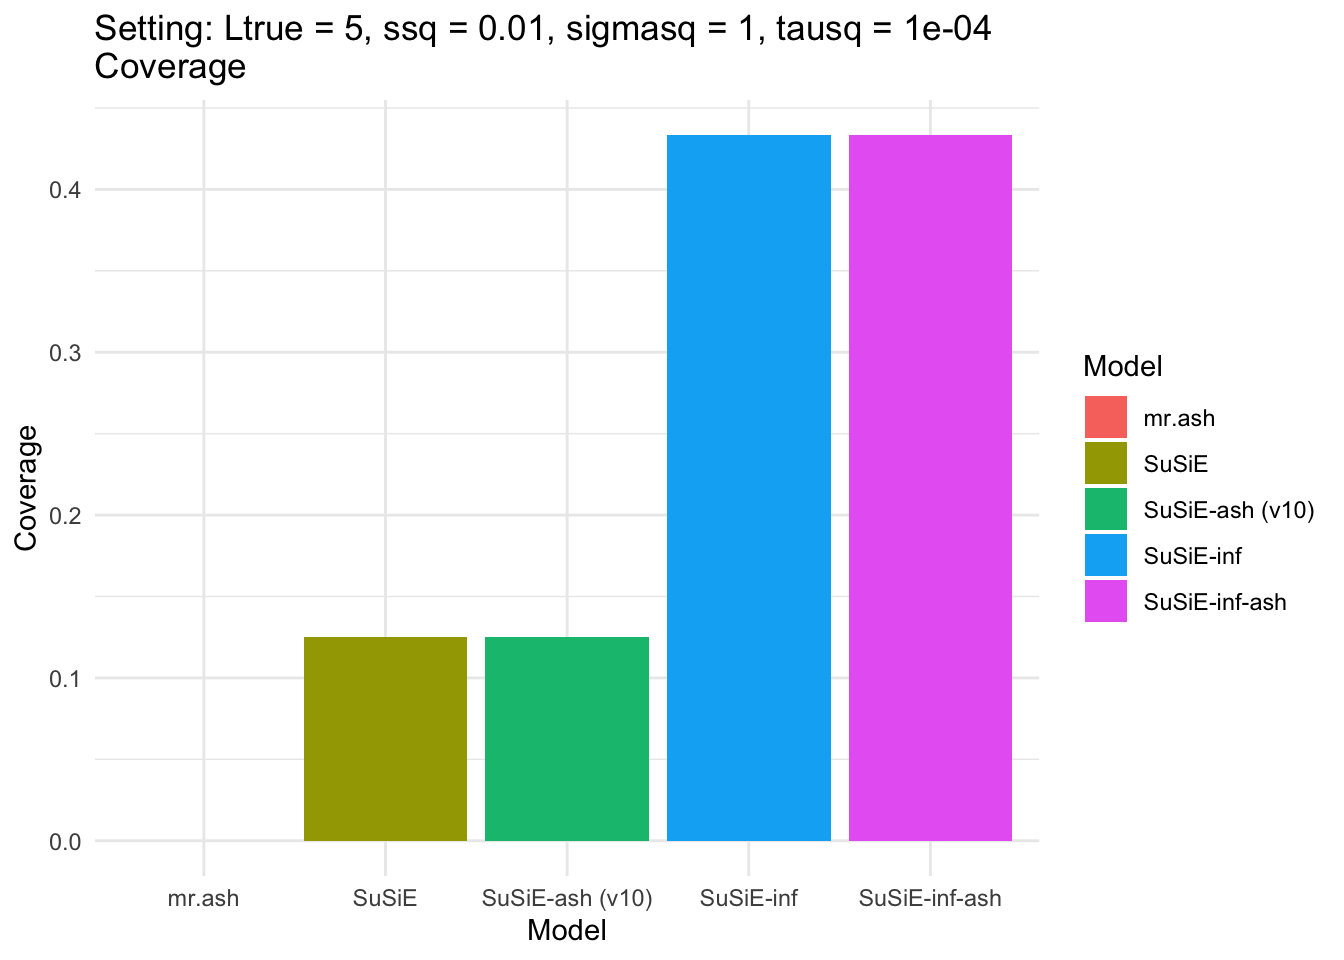 Setting: Ltrue = 5, ssq = 0.01, sigmasq = 1, tausq = 1e-04
Coverage
Coverage
0.4
0.3
0.2
0.1
0.0
mr.ash
SuSiE
SuSiE-ash (v10)
SuSiE-inf
SuSiE-inf-ash
Model
Model
mr.ash
SuSiE
SuSiE-ash (v10)
SuSiE-inf
SuSiE-inf-ash